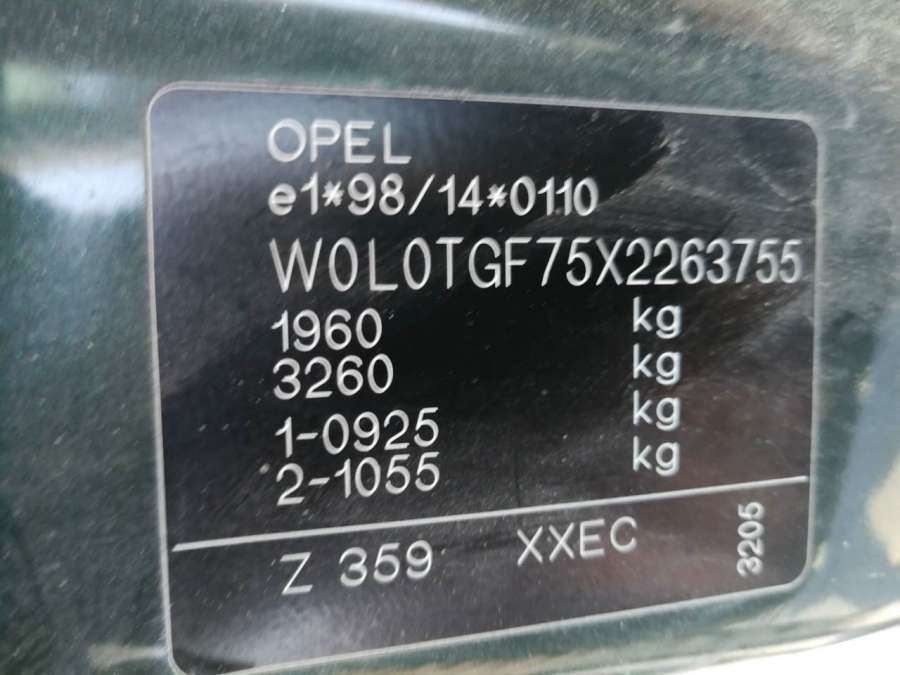 OPEL
e1*98/14*0110
W0L0TGF75X2263755
1960 kg
3260 kg
1-0925 kg
2-1055 kg
Z 359 XXEC 3205